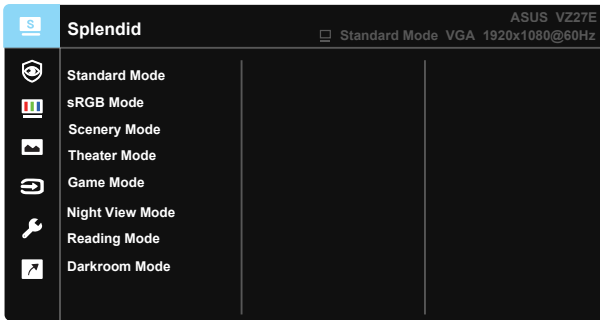 S
Splendid
ASUS VZ27E
Standard Mode VGA 1920x1080@60Hz
Standard Mode
sRGB Mode
Scenery Mode
Theater Mode
Game Mode
Night View Mode
Reading Mode
Darkroom Mode